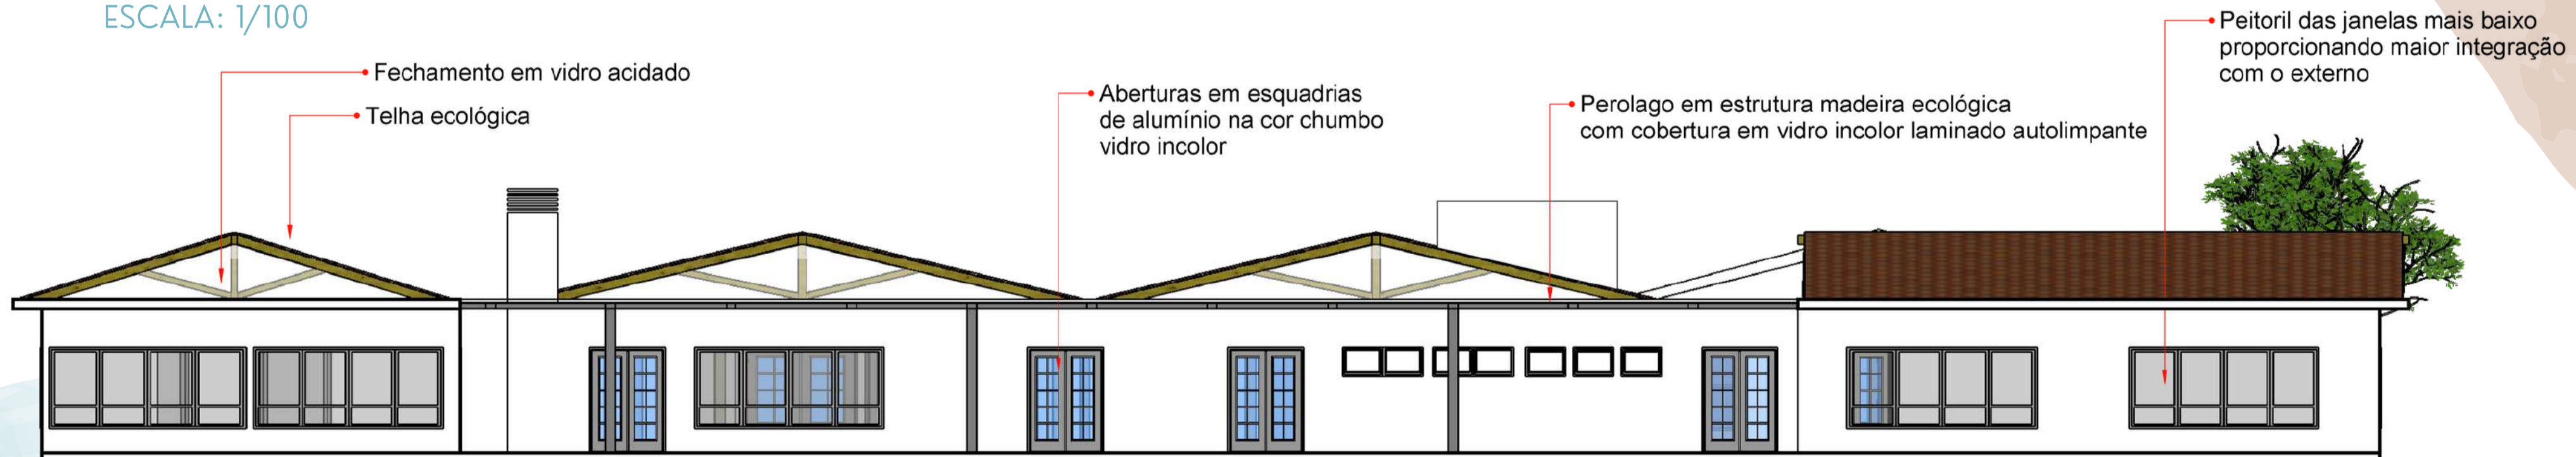 ESCALA: 1/100
Fechamento em vidro acidado
Telha ecológica
Aberturas em esquadrias
de alumínio na cor chumbo
vidro incolor
Perolago em estrutura madeira ecológica
com cobertura em vidro incolor laminado autolimpante
Peitoril das janelas mais baixo
proporcionando maior integração
com o externo